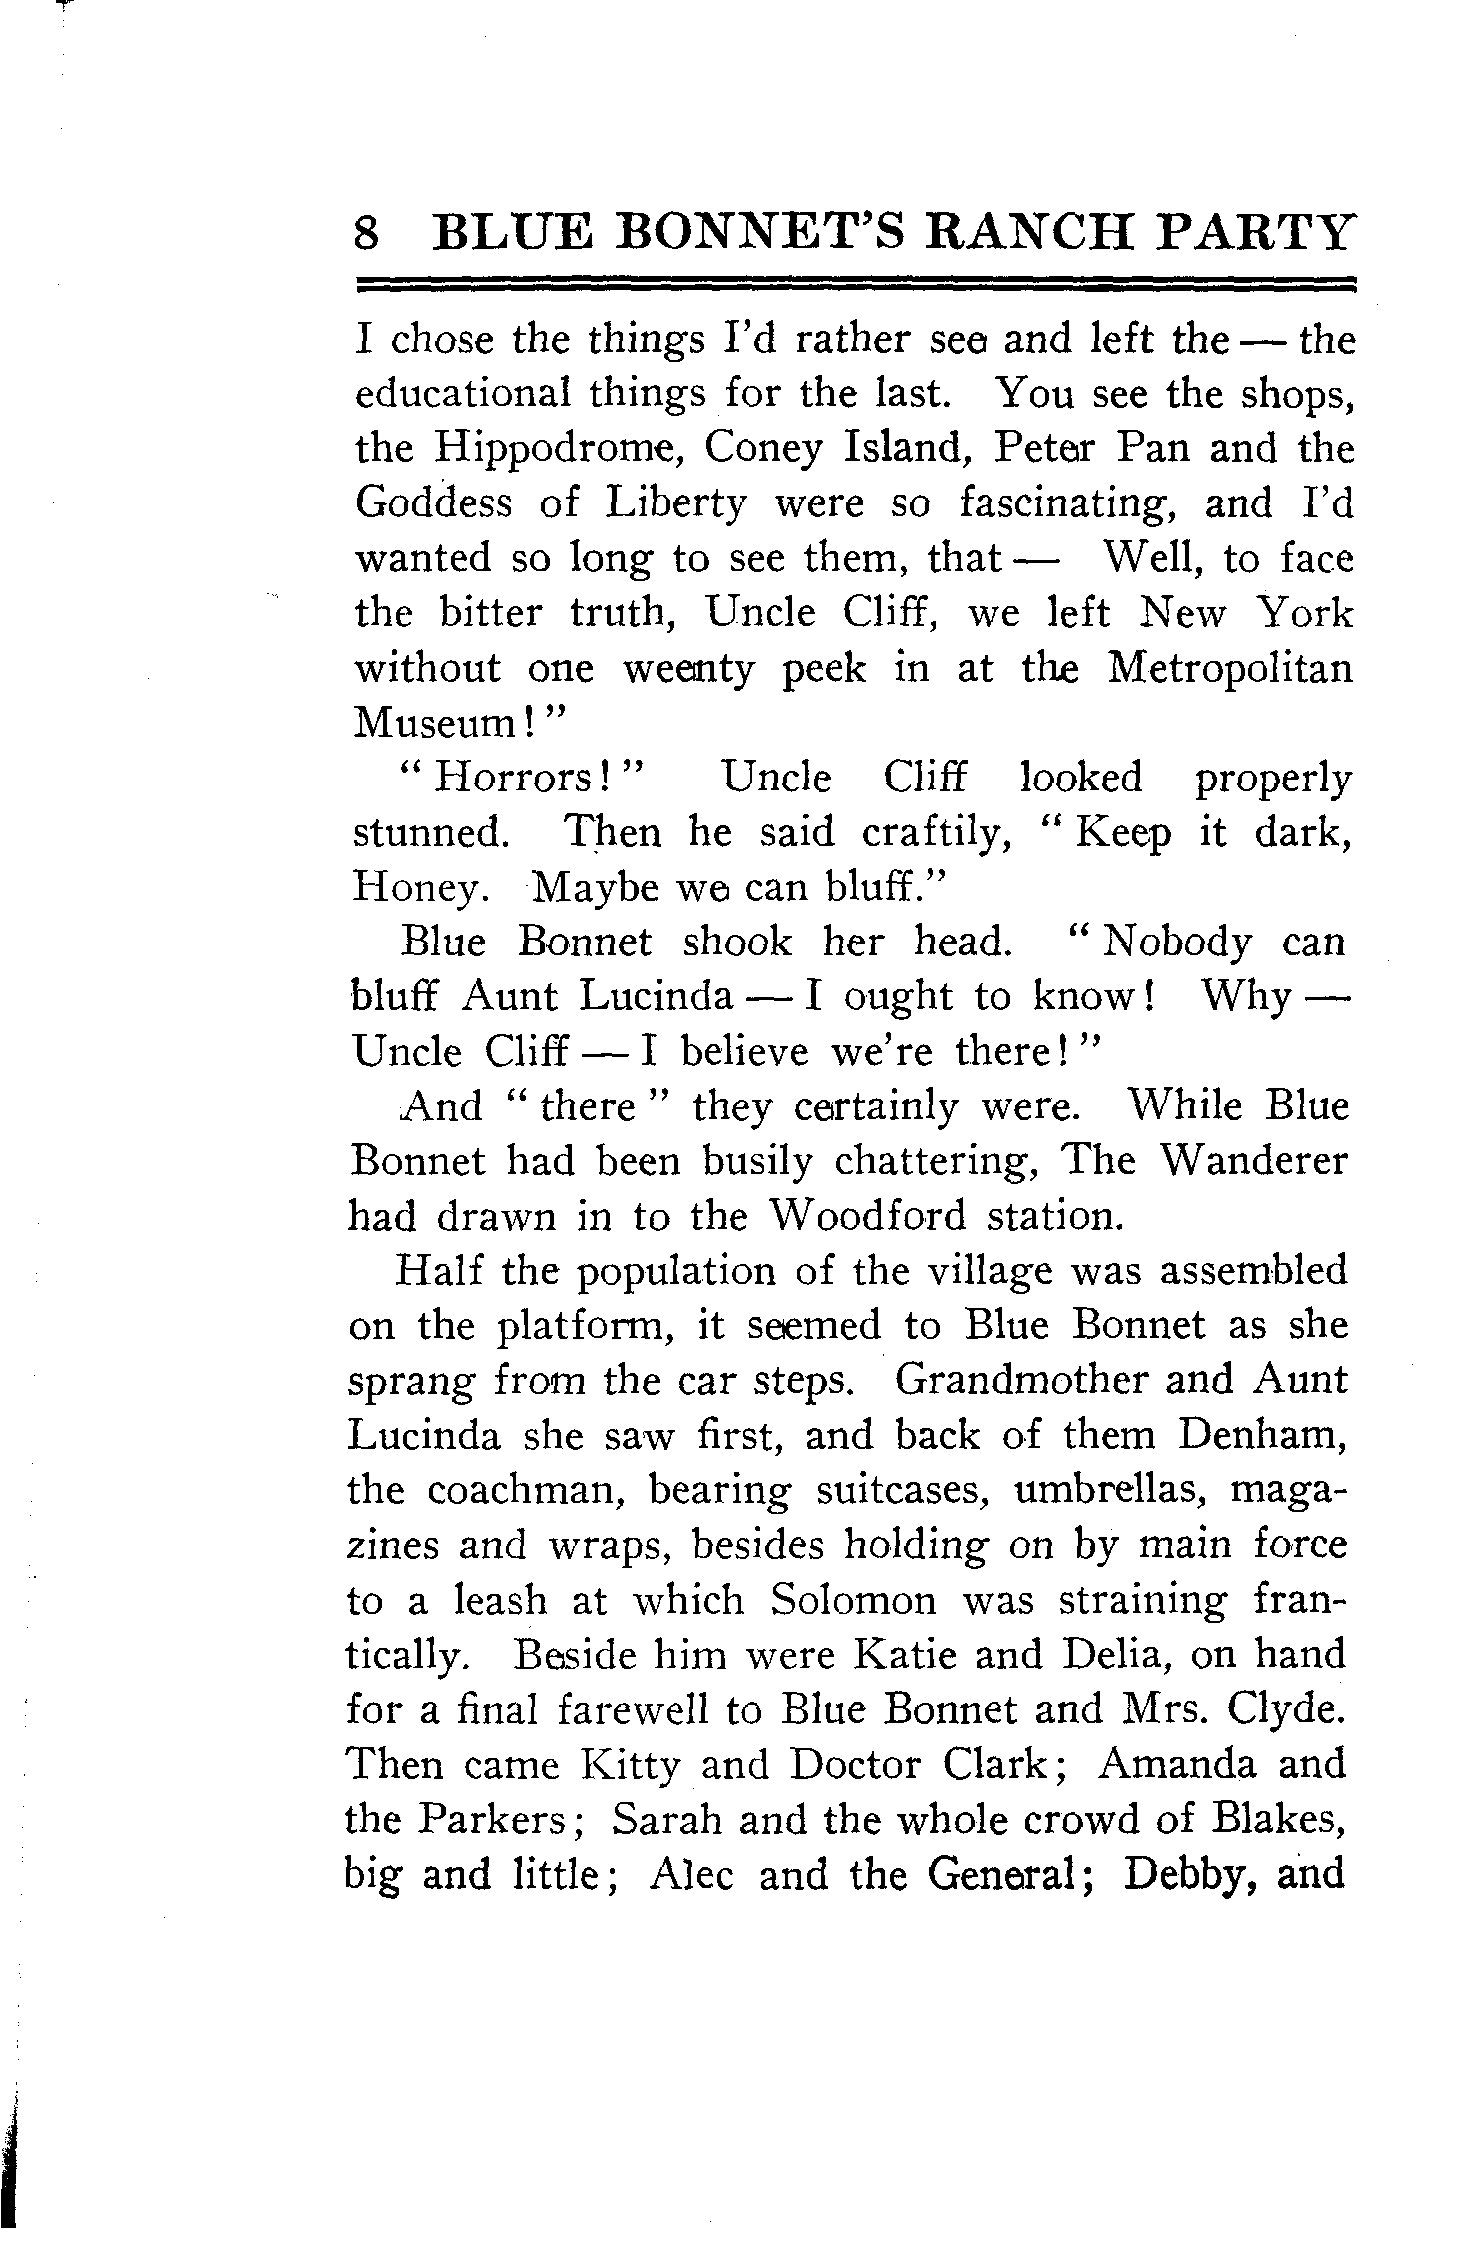 8 BLUE BONNET'S RANCH PARTY
I chose the things I'd rather see and left the — the
educational things for the last. You see the shops,
the Hippodrome, Coney Island, Peter Pan and the
Goddess of Liberty were so fascinating, and I'd
wanted so long to see them, that — Well, to face
the bitter truth, Uncle Cliff, we left New York
without one weenty peek in at the Metropolitan
Museum! "
" Horrors! " Uncle Cliff looked properly
stunned. Then he said craftily, " Keep it dark,
Honey. Maybe we can bluff."
Blue Bonnet shook her head. " Nobody can
bluff Aunt Lucinda — I ought to know! Why —
Uncle Cliff — I believe we're there! "
And " there " they certainly were. While Blue
Bonnet had been busily chattering, The Wanderer
had drawn in to the Woodford station.
Half the population of the village was assembled
on the platform, it seemed to Blue Bonnet as she
sprang from the car steps. Grandmother and Aunt
Lucinda she saw first, and back of them Denham,
the coachman, bearing suitcases, umbrellas, maga-
zines and wraps, besides holding on by main force
to a leash at which Solomon was straining fran-
tically. Beside him were Katie and Delia, on hand
for a final farewell to Blue Bonnet and Mrs. Clyde.
Then came Kitty and Doctor Clark; Amanda and
the Parkers; Sarah and the whole crowd of Blakes,
big and little; Alec and the General; Debby, and